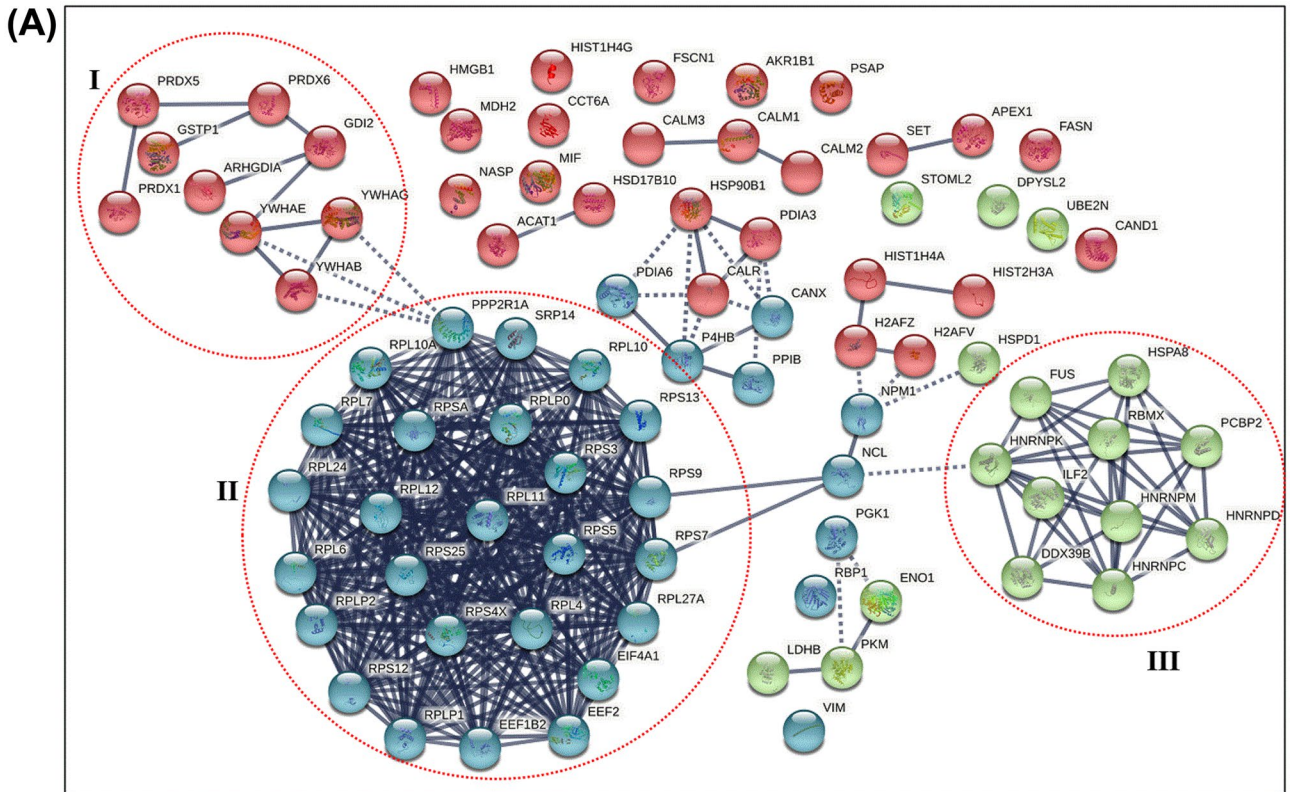 (A)
I
PRDX5
PRDX6
GSTP1
GDI2
ARHGDIA
PRDX1
YWHAE
YWHAG
YWHAB
HMGB1
HIST1H4G
FSCN1
AKR1B1
PSAP
MDH2
CCT6A
CALM3
CALM1
CALM2
SET
APEX1
FASN
NASP
MIF
HSD17B10
ACAT1
HSP90B1
PDIA3
STOML2
DPYSL2
UBE2N
CAND1
PDIA6
CALR
CANX
P4HB
PPIB
HIST1H4A
HIST2H3A
H2AFZ
H2AFV
HSPD1
NPM1
NCL
PPP2R1A
SRP14
RPL10A
RPL10
RPS13
RPL7
RPSA
RPLP0
RPS3
RPL24
RPS9
II
RPL12
RPL11
RPS5
RPS7
RPL6
RPS25
RPLP2
RPS4X
RPL4
RPL27A
EIF4A1
RPS12
RPLP1
EEF1B2
EEF2
PGK1
RBP1
ENO1
LDHB
PKM
VIM
FUS
HSPA8
RBMX
PCBP2
HNRNPK
ILF2
HNRNPM
HNRNPD
DDX39B
HNRNPC
III